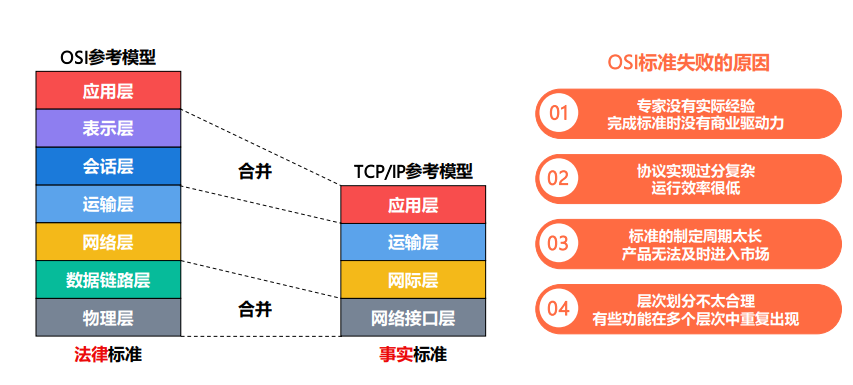 OSI参考模型
应用层
表示层
会话层
运输层
网络层
数据链路层
物理层
法律标准
合并
合并
TCP/IP参考模型
应用层
运输层
网际层
网络接口层
事实标准
OSI标准失败的原因
01
专家没有实际经验
完成标准时没有商业驱动力
02
协议实现过分复杂
运行效率很低
03
标准的制定周期太长
产品无法及时进入市场
04
层次划分不太合理
有些功能在多个层次中重复出现